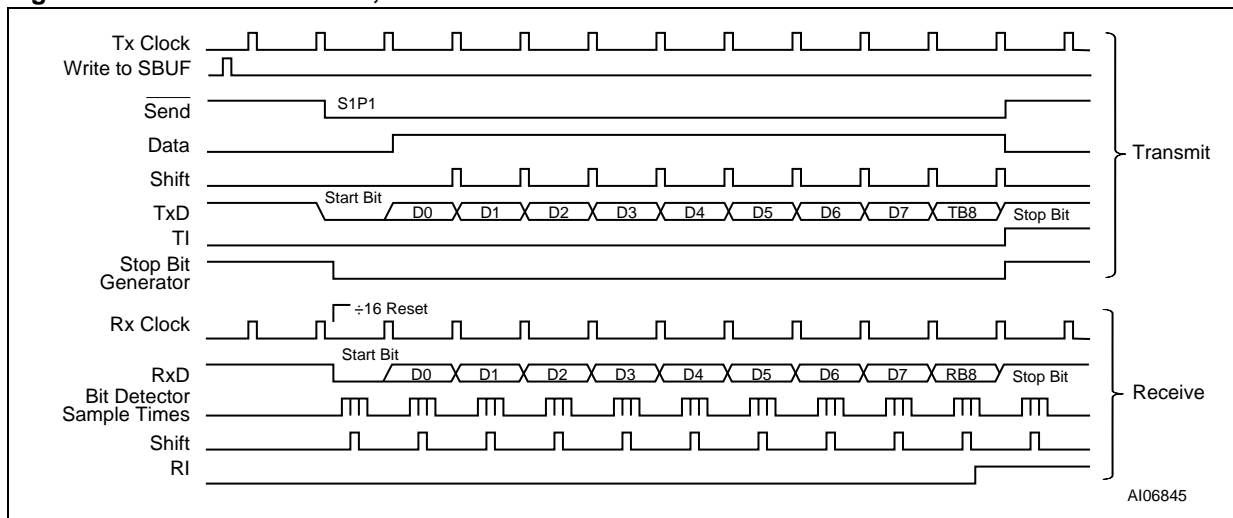 Tx Clock
Write to SBUF
Send
S1P1
Data
Shift
Start Bit
TxD
D0 D1 D2 D3 D4 D5 D6 D7 TB8 Stop Bit
TI
Stop Bit
Generator
Transmit
÷16 Reset
Rx Clock
Start Bit
RxD
D0 D1 D2 D3 D4 D5 D6 D7 RB8 Stop Bit
Bit Detector
Sample Times
Shift
RI
Receive
AI06845